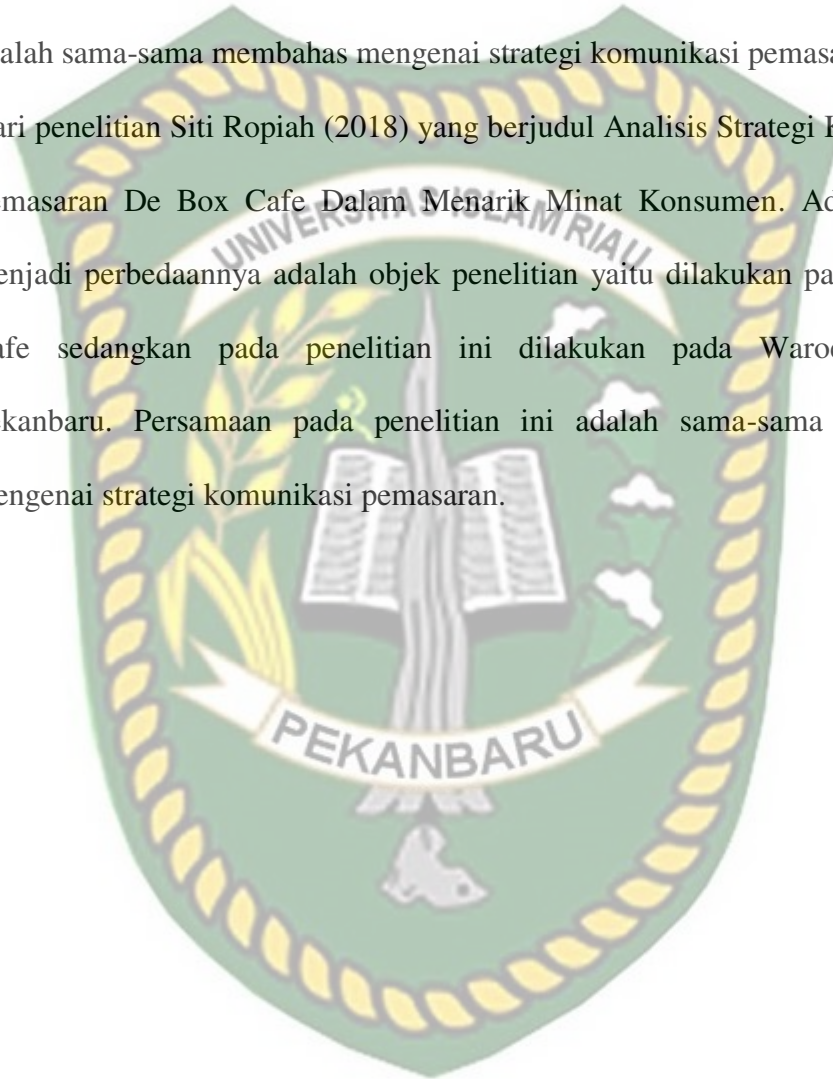 alah sama-sama membahas mengenai strategi komunikasi pemasa
ari penelitian Siti Ropiah (2018) yang berjudul Analisis Strategi
emasaran De Box Cafe Dalam Menarik Minat Konsumen. Ad
UNIVERSITAS ISLAM RIAU
enjadi perbedaannya adalah objek penelitian yaitu dilakukan pa
afe sedangkan pada penelitian ini dilakukan pada Waro
ekanbaru. Persamaan pada penelitian ini adalah sama-sama
engenai strategi komunikasi pemasaran.
PEKANBARU